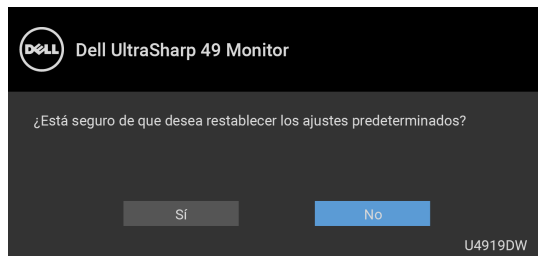 DELL Dell UltraSharp 49 Monitor
¿Está seguro de que desea restablecer los ajustes predeterminados?
Sí No
U4919DW